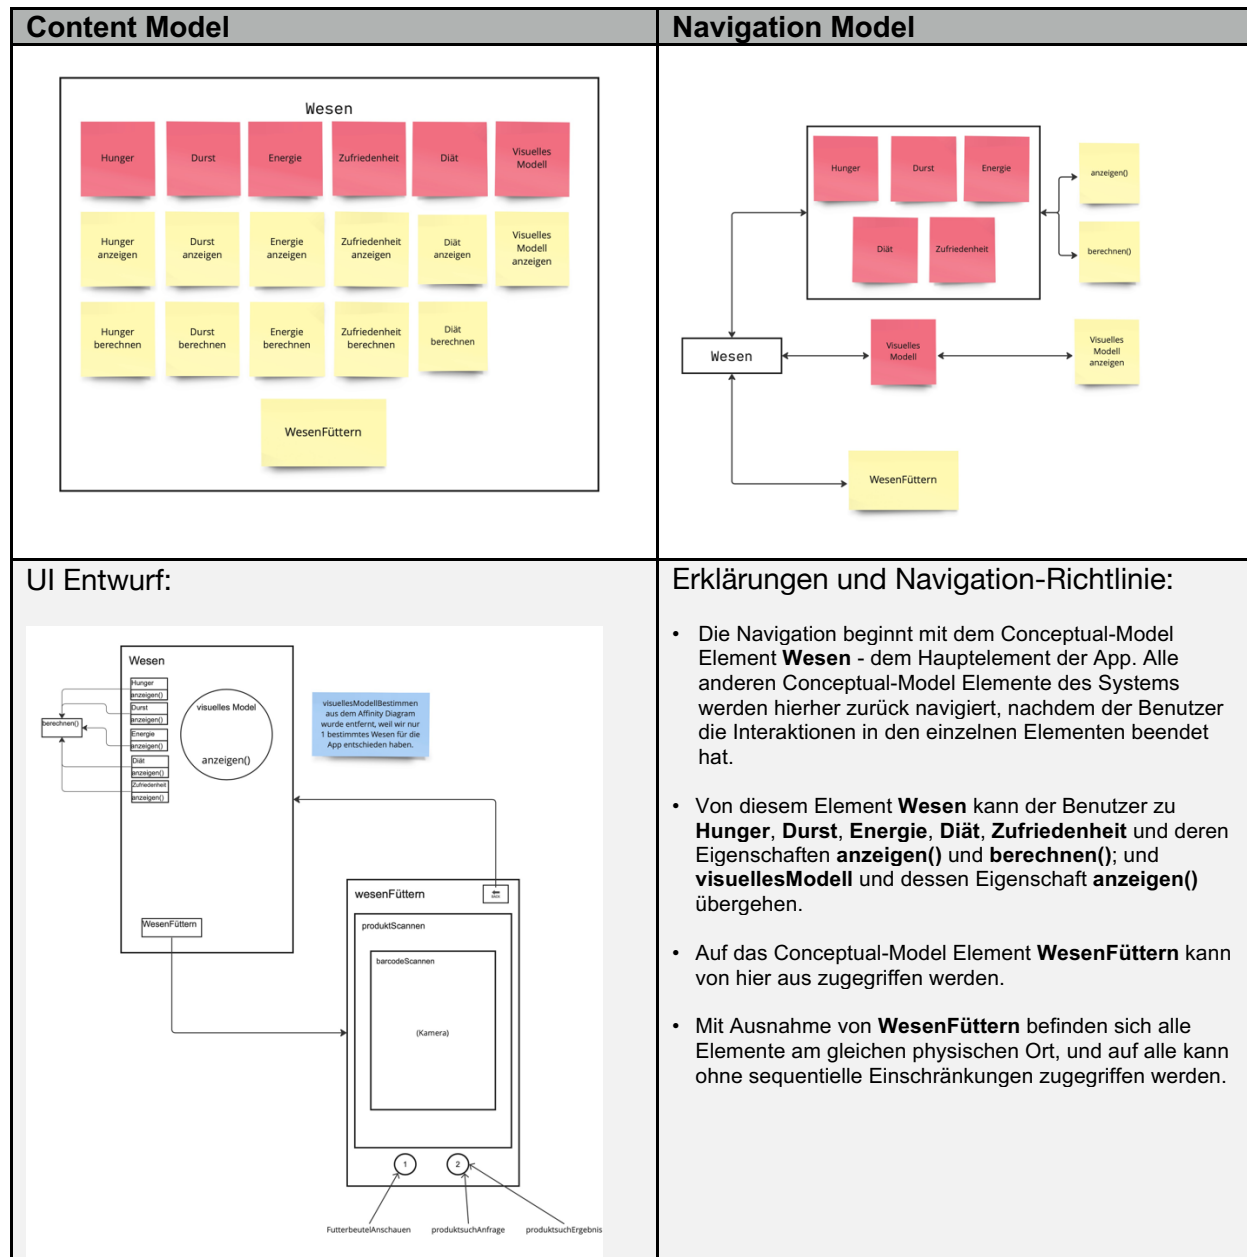 Content Model
Wesen
Hunger
Durst
Energie
Zufriedenheit
Diät
Visuelles
Modell
Hunger
anzeigen
Durst
anzeigen
Energie
anzeigen
Zufriedenheit
anzeigen
Diät
anzeigen
Visuelles
Modell
anzeigen
Hunger
berechnen
Durst
berechnen
Energie
berechnen
Zufriedenheit
berechnen
Diät
berechnen
WesenFüttern
Navigation Model
Hunger
Durst
Energie
Diät
Zufriedenheit
anzeigen()
berechnen()
Wesen
Visuelles
Modell
Visuelles
Modell
anzeigen
WesenFüttern
UI Entwurf:
Wesen
Hunger
anzeigen()
Durst
anzeigen()
Energie
anzeigen()
Diät
anzeigen()
Zufriedenheit
anzeigen()
berechnen()
visuelles Model
anzeigen()
visuellesModellBestimmen
aus dem Affinity Diagram
wurde entfernt, weil wir nur
1 bestimmtes Wesen für die
App entschieden haben.
WesenFüttern
wesenFüttern
BACK
produktScannen
barcodeScannen
(Kamera)
1
2
FutterbeutelAnschauen
produktsuchAnfrage
produktsuchErgebnis
Erklärungen und Navigation-Richtlinie:
• Die Navigation beginnt mit dem Conceptual-Model
Element Wesen - dem Hauptelement der App. Alle
anderen Conceptual-Model Elemente des Systems
werden hierher zurück navigiert, nachdem der Benutzer
die Interaktionen in den einzelnen Elementen beendet
hat.
• Von diesem Element Wesen kann der Benutzer zu
Hunger, Durst, Energie, Diät, Zufriedenheit und deren
Eigenschaften anzeigen() und berechnen(); und
visuellesModell und dessen Eigenschaft anzeigen()
übergehen.
• Auf das Conceptual-Model Element WesenFüttern kann
von hier aus zugegriffen werden.
• Mit Ausnahme von WesenFüttern befinden sich alle
Elemente am gleichen physischen Ort, und auf alle kann
ohne sequentielle Einschränkungen zugegriffen werden.